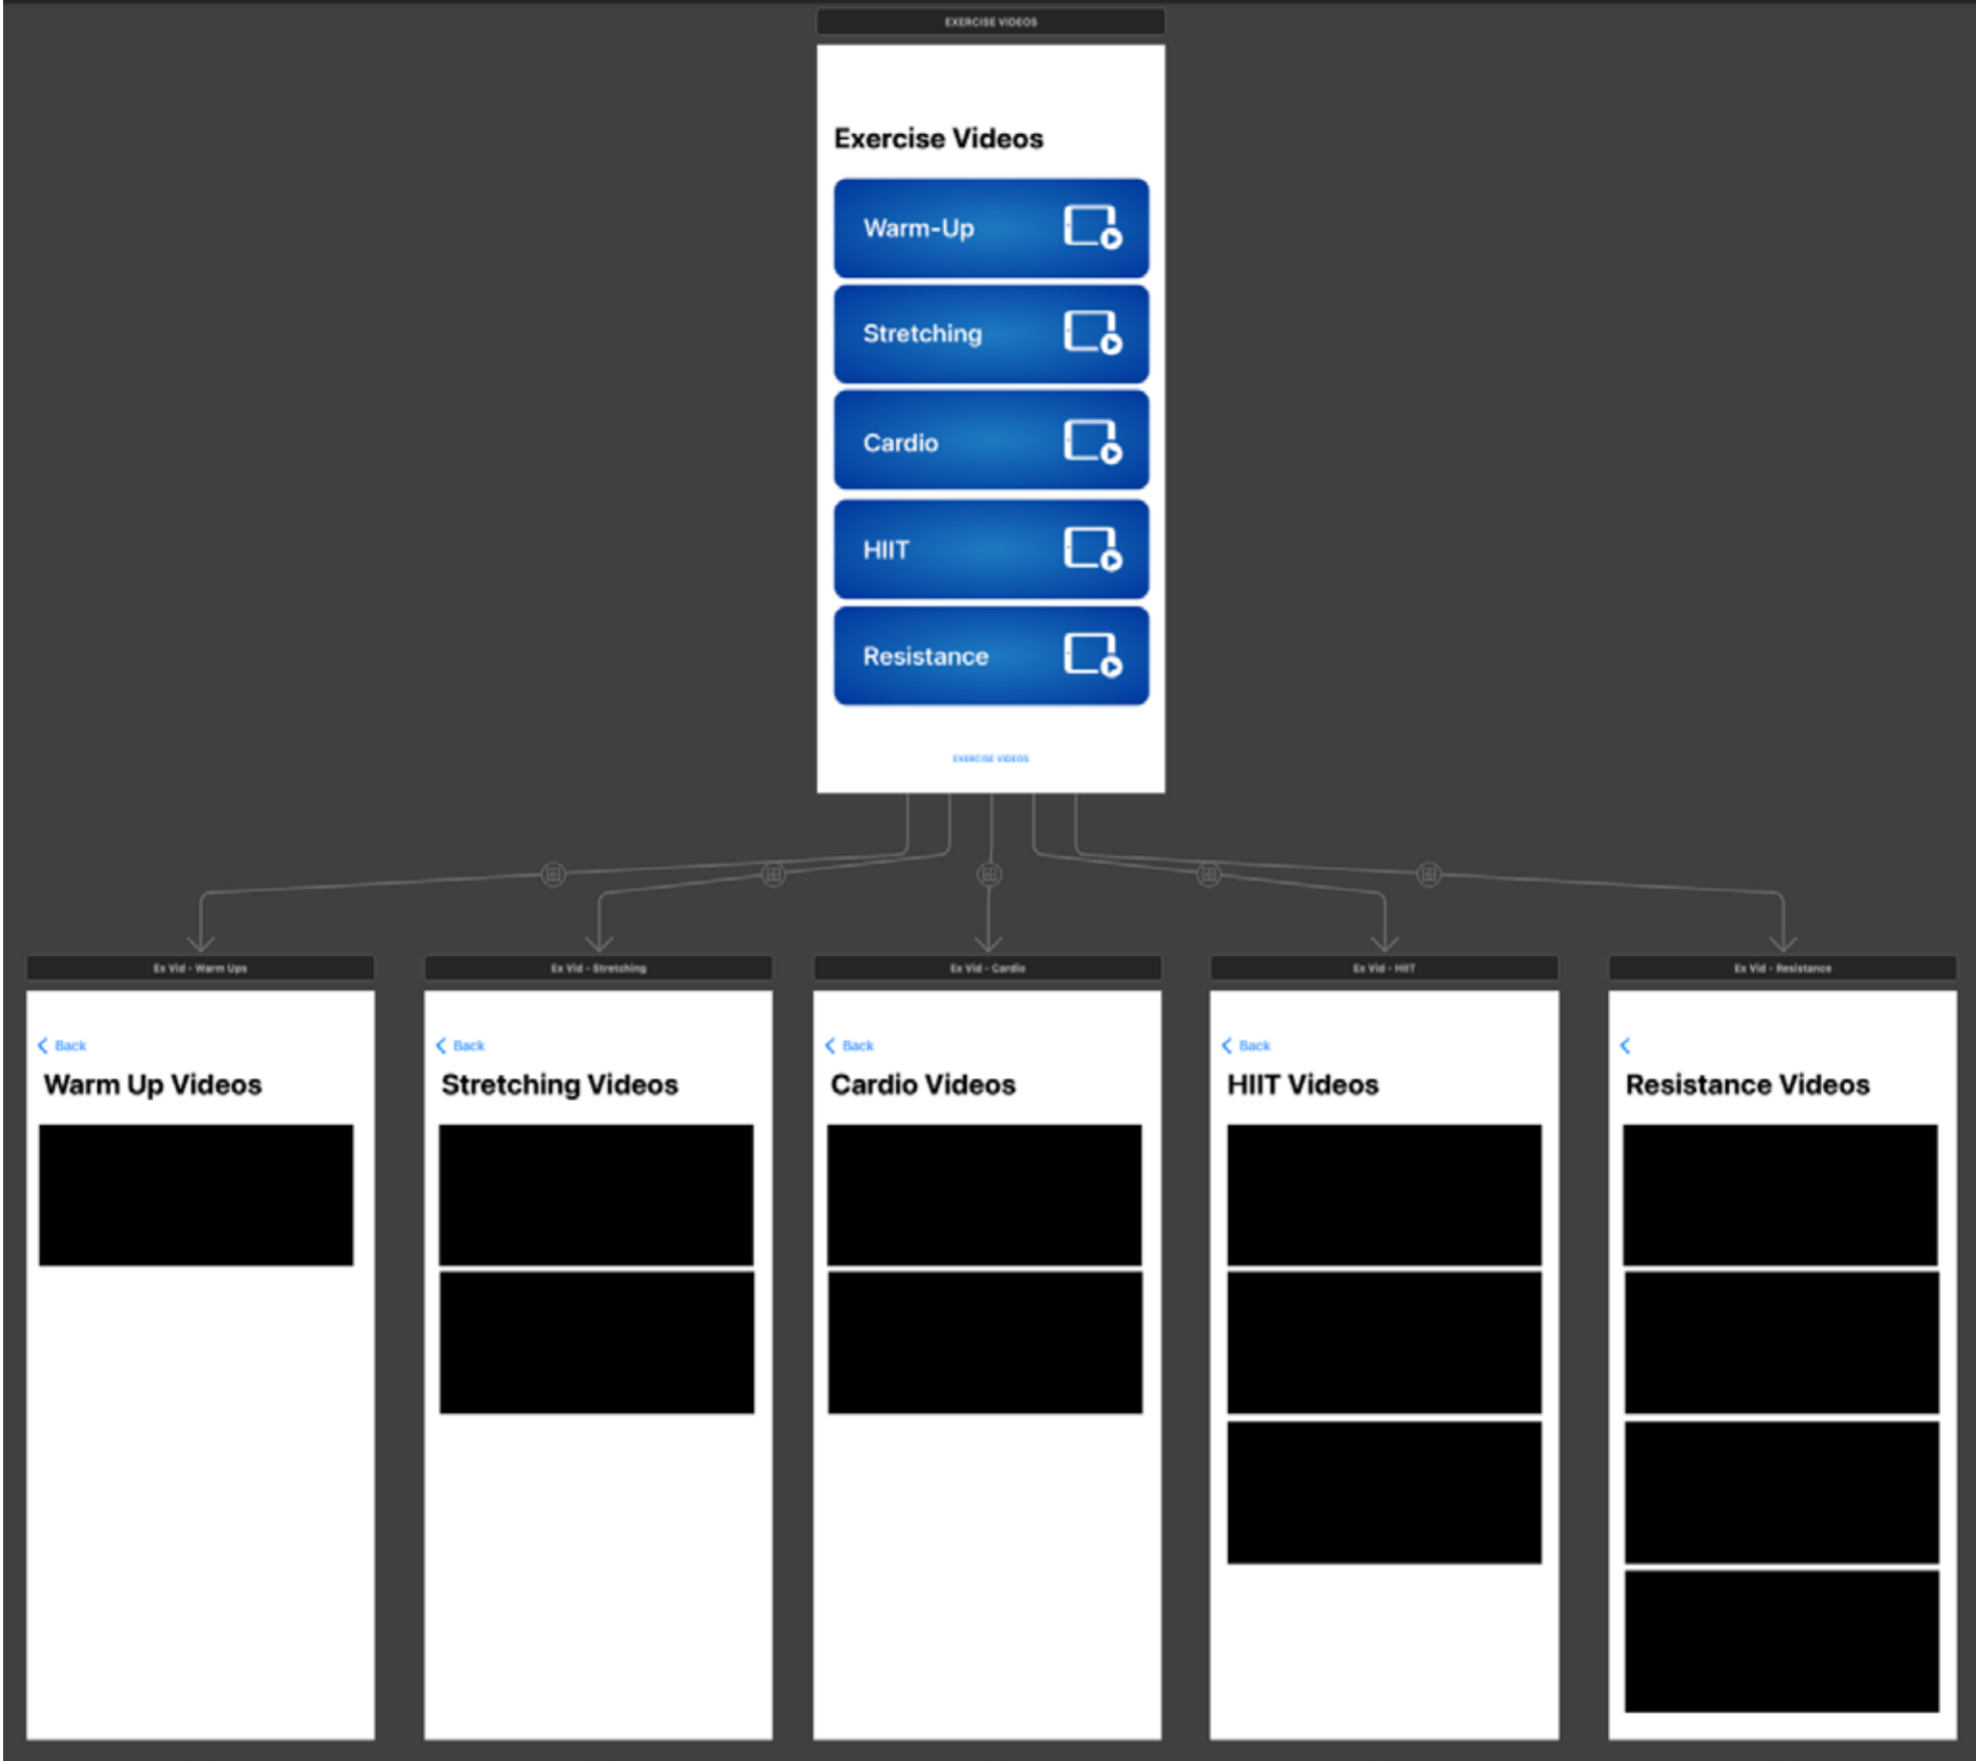 EXERCISE VIDEOS
Exercise Videos
Warm-Up
Stretching
Cardio
HIIT
Resistance
EXERCISE VIDEOS
Ex Vid - Warm Ups
Back
Warm Up Videos
Ex Vid - Stretching
Back
Stretching Videos
Ex Vid - Cardio
Back
Cardio Videos
Ex Vid - HIIT
Back
HIIT Videos
Ex Vid - Resistance
Resistance Videos